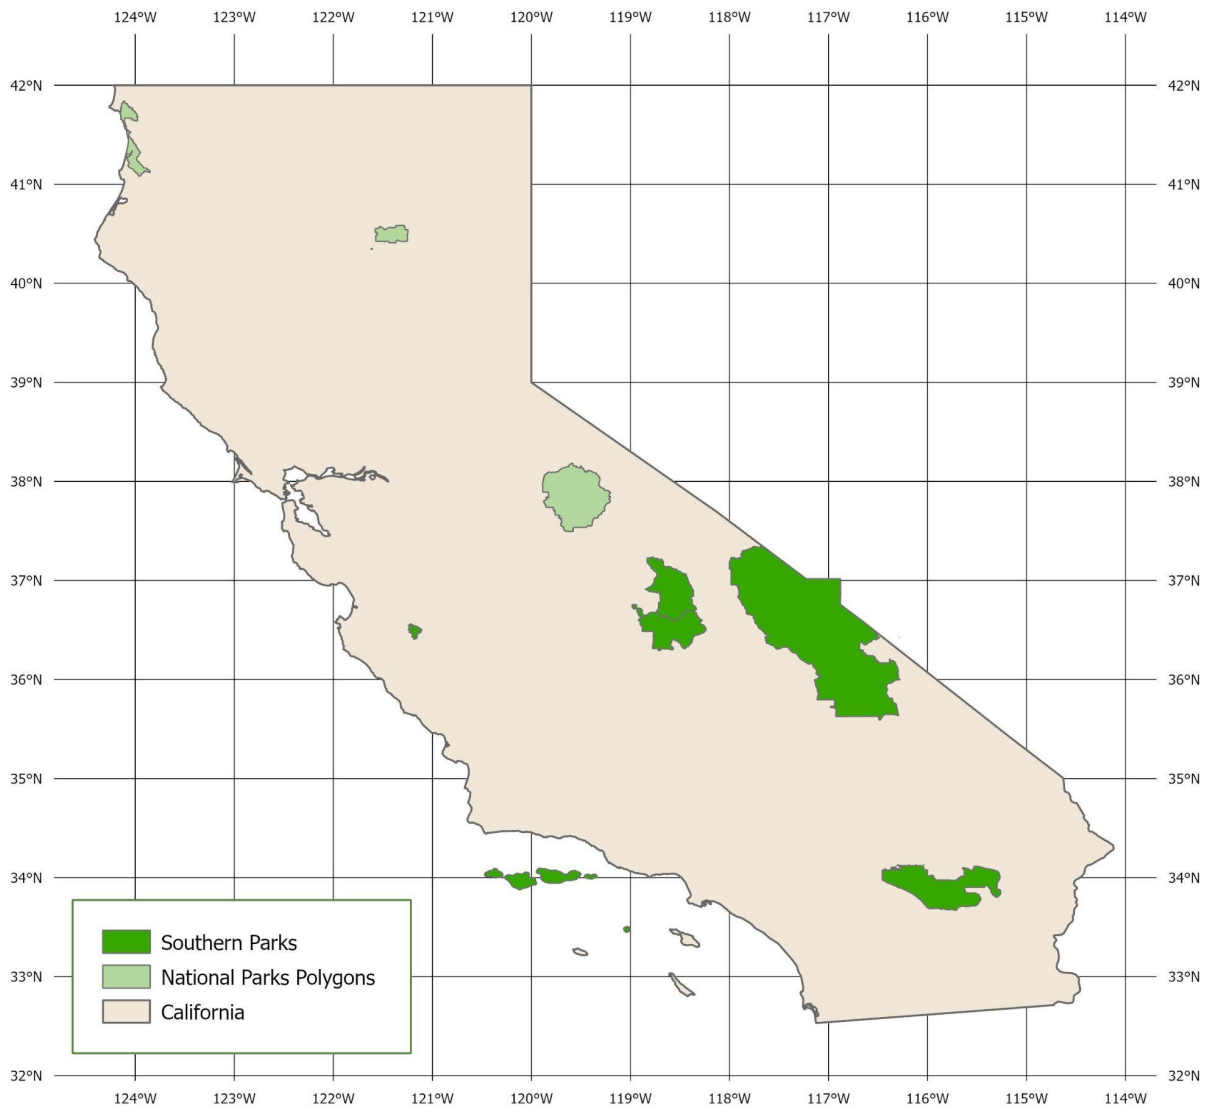 124°W 123°W 122°W 121°W 120°W 119°W 118°W 117°W 116°W 115°W 114°W
42°N 42°N
41°N 41°N
40°N 40°N
39°N 39°N
38°N 38°N
37°N 37°N
36°N 36°N
35°N 35°N
34°N 34°N
Southern Parks
National Parks Polygons
33°N 33°N
California
32°N 32°N
124°W 123°W 122°W 121°W 120°W 119°W 118°W 117°W 116°W 115°W 114°W